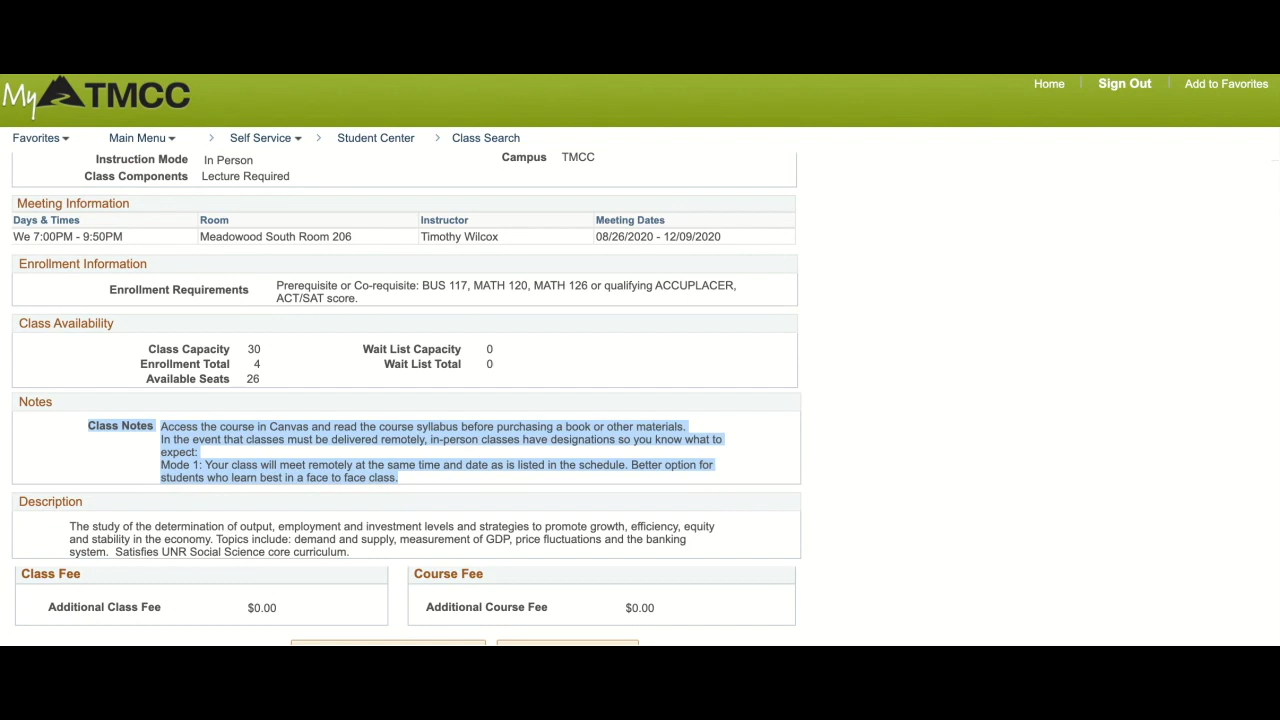 My TMCC
Home Sign Out Add to Favorites
Favorites Main Menu Self Service Student Center Class Search
Instruction Mode In Person Campus TMCC
Class Components Lecture Required
Meeting Information
Days & Times Room Instructor Meeting Dates
We 7:00PM - 9:50PM Meadowood South Room 206 Timothy Wilcox 08/26/2020 - 12/09/2020
Enrollment Information
Enrollment Requirements Prerequisite or Co-requisite: BUS 117, MATH 120, MATH 126 or qualifying ACCUPLACER,
ACT/SAT score.
Class Availability
Class Capacity 30 Wait List Capacity 0
Enrollment Total 4 Wait List Total 0
Available Seats 26
Notes
Class Notes Access the course in Canvas and read the course syllabus before purchasing a book or other materials.
In the event that classes must be delivered remotely, in-person classes have designations so you know what to
expect:
Mode 1: Your class will meet remotely at the same time and date as is listed in the schedule. Better option for
students who learn best in a face to face class.
Description
The study of the determination of output, employment and investment levels and strategies to promote growth, efficiency, equity
and stability in the economy. Topics include: demand and supply, measurement of GDP, price fluctuations and the banking
system. Satisfies UNR Social Science core curriculum.
Class Fee Course Fee
Additional Class Fee $0.00 Additional Course Fee $0.00